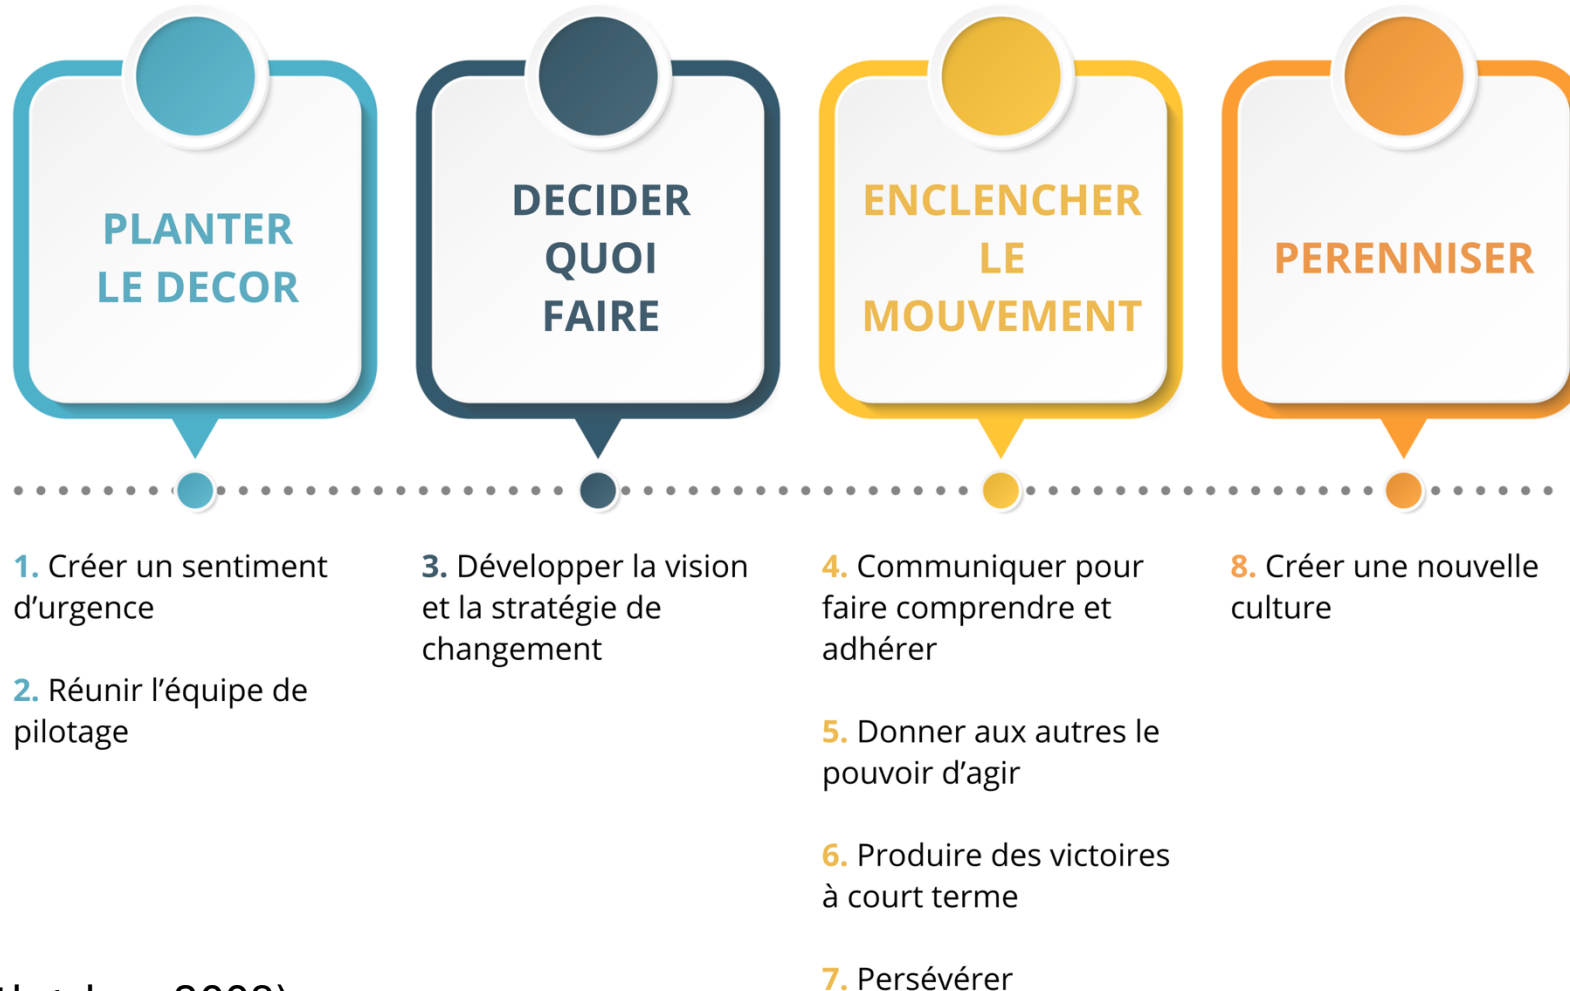 PLANTER
LE DECOR
DECIDER
QUOI
FAIRE
ENCLENCHER
LE
MOUVEMENT
PERENNISER
1. Créer un sentiment
d’urgence
2. Réunir l’équipe de
pilotage
3. Développer la vision
et la stratégie de
changement
4. Communiquer pour
faire comprendre et
adhérer
5. Donner aux autres le
pouvoir d’agir
6. Produire des victoires
à court terme
7. Persévérer
8. Créer une nouvelle
culture